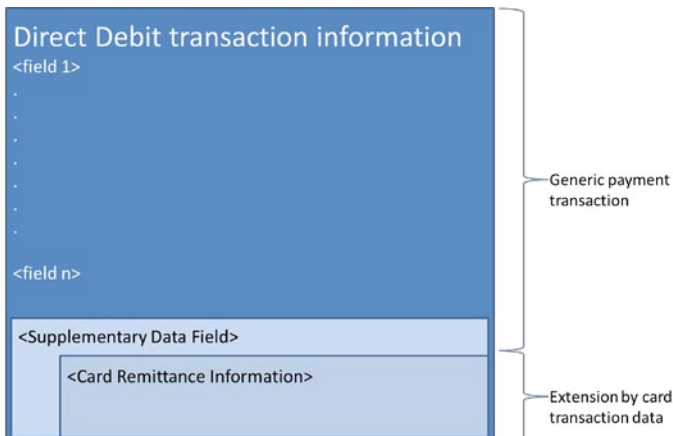 Direct Debit transaction information
<field 1>
.
.
.
.
.
.
.
<field n>
<Supplementary Data Field>
<Card Remittance Information>
Generic payment
transaction
Extension by card
transaction data